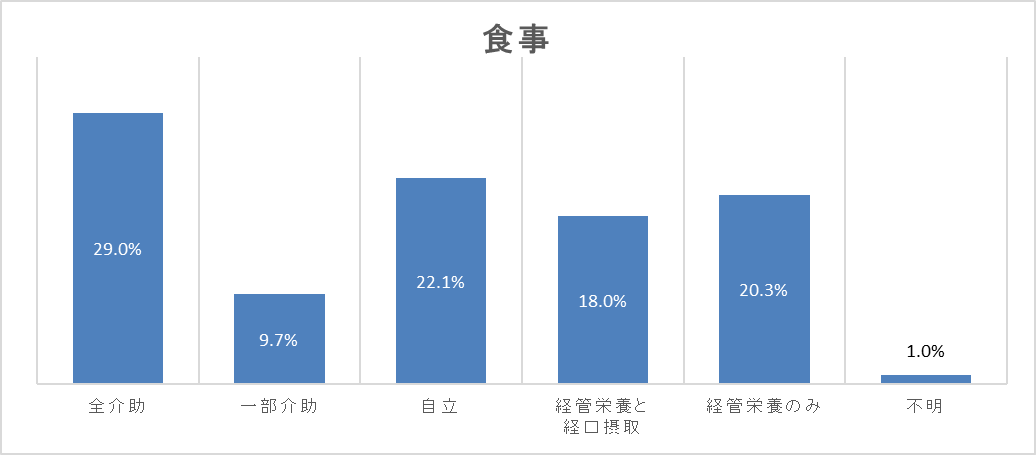 食事
29.0%
9.7%
22.1%
18.0%
20.3%
1.0%
全介助
一部介助
自立
経管栄養と
経口摂取
経管栄養のみ
不明